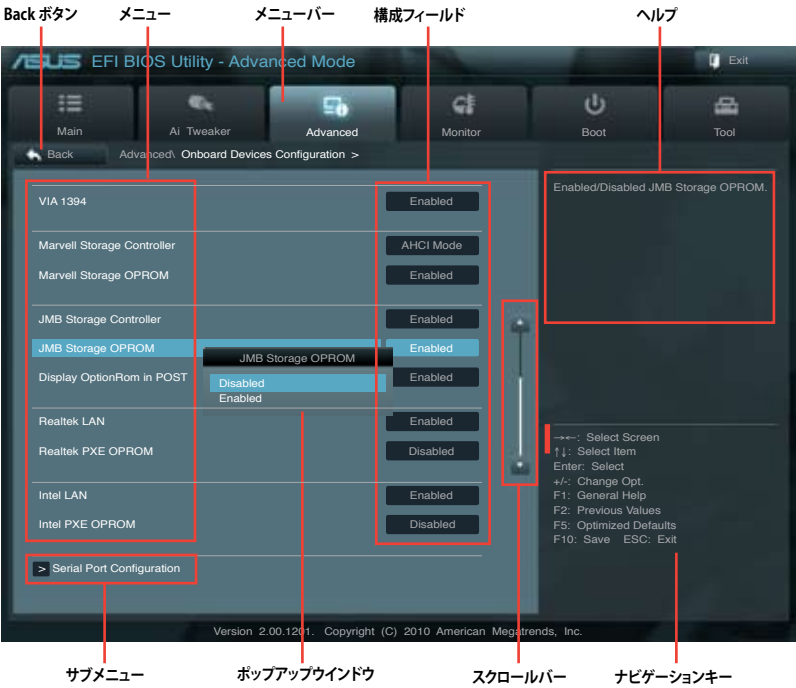 Back ボタン メニュー メニューバー 構成フィールド ヘルプ
ASUS EFI BIOS Utility - Advanced Mode Exit
Main Ai Tweaker Advanced Monitor Boot Tool
Back Advanced\ Onboard Devices Configuration >
VIA 1394 Enabled
Enabled/Disabled JMB Storage OPROM.
Marvell Storage Controller AHCI Mode
Marvell Storage OPROM Enabled
JMB Storage Controller Enabled
JMB Storage OPROM Enabled
JMB Storage OPROM
Display OptionRom in POST Enabled
Disabled
Enabled
Realtek LAN Enabled
Realtek PXE OPROM Disabled
Intel LAN Enabled
Intel PXE OPROM Disabled
> Serial Port Configuration
→←: Select Screen
↑↓: Select Item
Enter: Select
+/-: Change Opt.
F1: General Help
F2: Previous Values
F5: Optimized Defaults
F10: Save ESC: Exit
Version 2.00.1201. Copyright (C) 2010 American Megatrends, Inc.
サブメニュー ポップアップウインドウ スクロールバー ナビゲーションキー